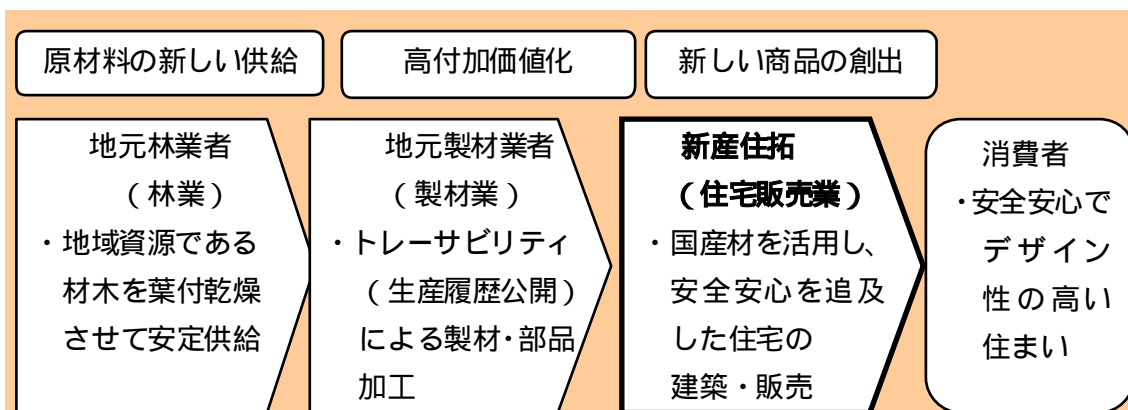 原材料の新しい供給
高付加価値化
新しい商品の創出
地元林業者
（林業）
・地域資源である
材木を葉付乾燥
させて安定供給
地元製材業者
（製材業）
・トレーサビリティ
（生産履歴公開）
による製材・部品
加工
新産住拓
（住宅販売業）
・国産材を活用し、
安全安心を追及
した住宅の
建築・販売
消費者
・安全安心で
デザイン
性の高い
住まい